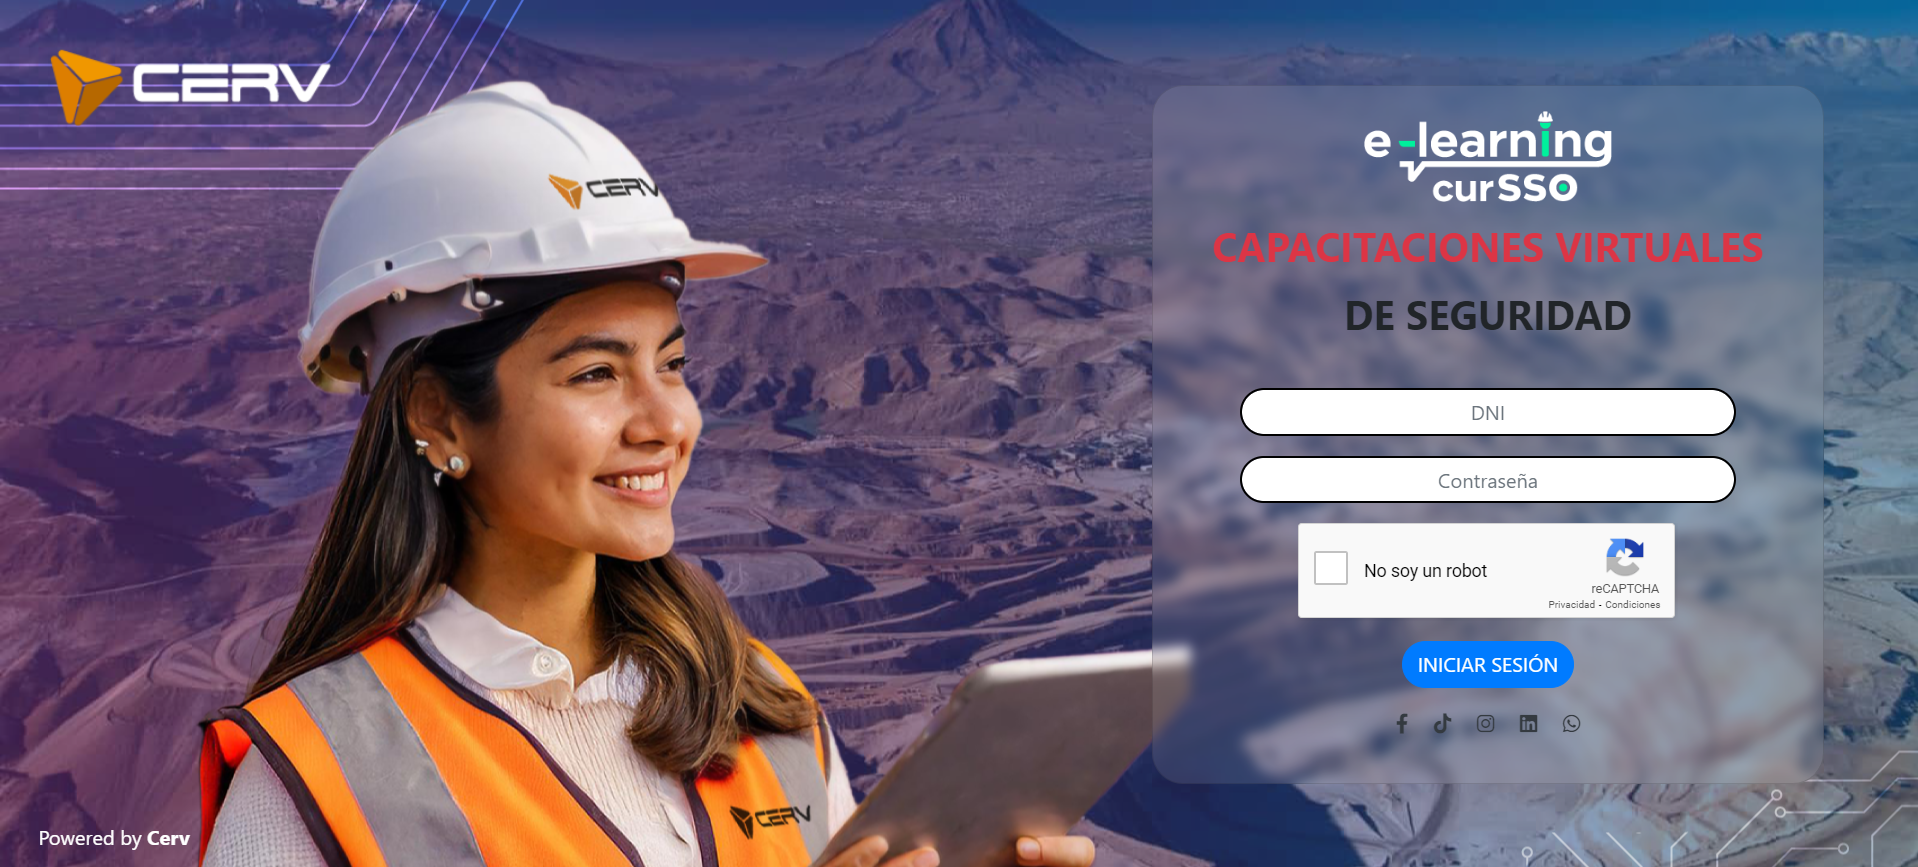 CERV
CERV
CERV
e-learning
curSSO
CAPACITACIONES VIRTUALES
DE SEGURIDAD
DNI
Contraseña
No soy un robot
reCAPTCHA
Privacidad - Condiciones
INICIAR SESIÓN
Powered by Cerv